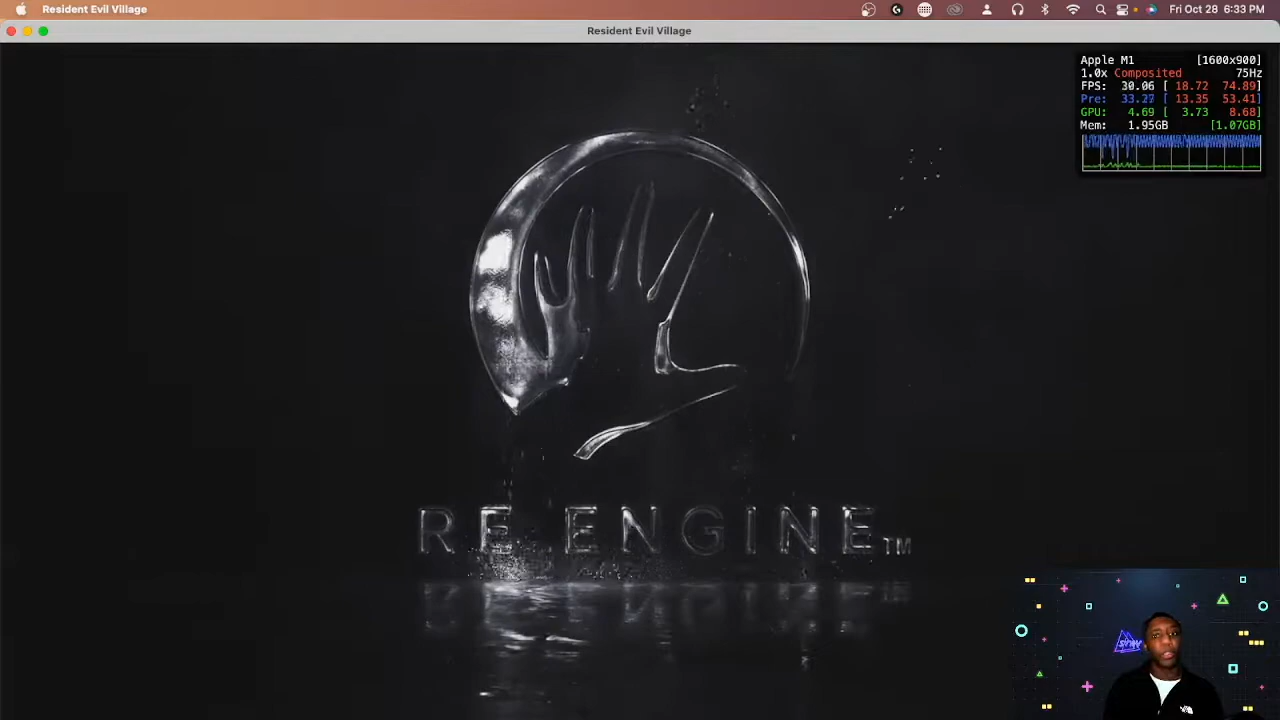 Resident Evil Village
Fri Oct 28 6:33 PM
Resident Evil Village
Apple M1 [1600x900]
1.0x Composited 75Hz
FPS: 30.06 [ 18.72 74.89]
Pre: 33.27 [ 13.35 53.41]
GPU: 4.69 [ 3.73 8.68]
Mem: 1.95GB [1.07GB]
RE ENGINE™